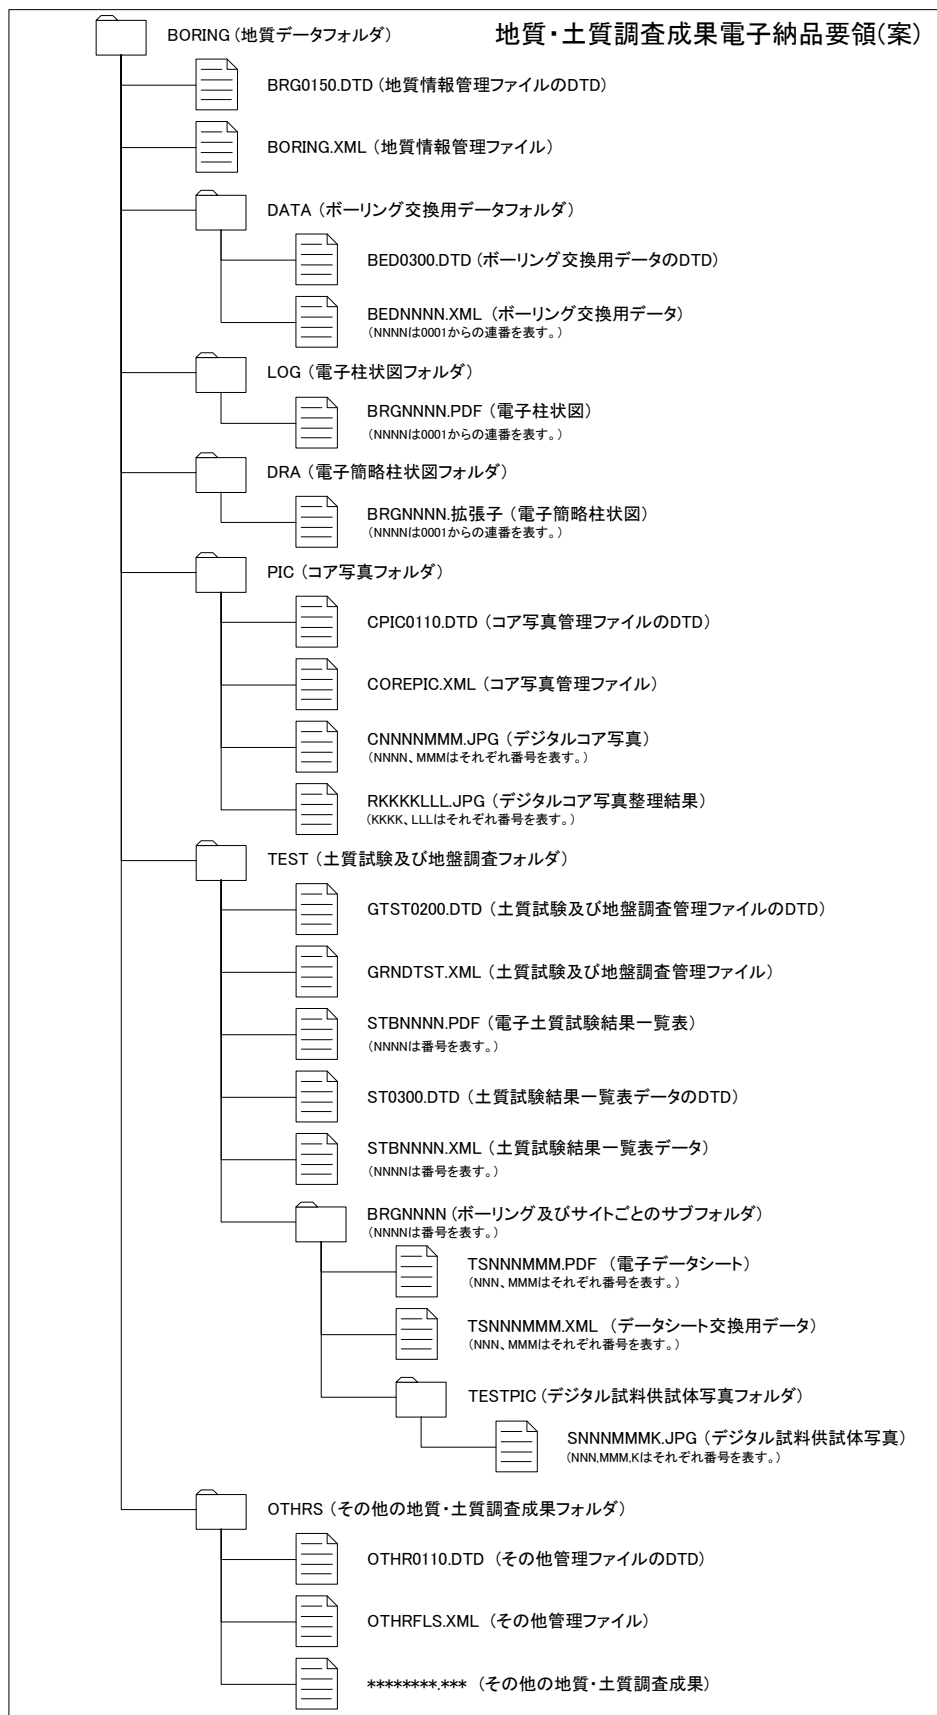 地質・土質調査成果電子納品要領(案)
BORING (地質データフォルダ)
BRG0150.DTD (地質情報管理ファイルのDTD)
BORING.XML (地質情報管理ファイル)
DATA (ボーリング交換用データフォルダ)
BED0300.DTD (ボーリング交換用データのDTD)
BEDNNNN.XML (ボーリング交換用データ)
(NNNNは0001からの連番を表す。)
LOG (電子柱状図フォルダ)
BRGNNNN.PDF (電子柱状図)
(NNNNは0001からの連番を表す。)
DRA (電子簡略柱状図フォルダ)
BRGNNNN.拡張子 (電子簡略柱状図)
(NNNNは0001からの連番を表す。)
PIC (コア写真フォルダ)
CPIC0110.DTD (コア写真管理ファイルのDTD)
COREPIC.XML (コア写真管理ファイル)
CNNNNMMM.JPG (デジタルコア写真)
(NNNN、MMMはそれぞれ番号を表す。)
RKKKKLLL.JPG (デジタルコア写真整理結果)
(KKKK、LLLはそれぞれ番号を表す。)
TEST (土質試験及び地盤調査フォルダ)
GTST0200.DTD (土質試験及び地盤調査管理ファイルのDTD)
GRNDTST.XML (土質試験及び地盤調査管理ファイル)
STBNNNN.PDF (電子土質試験結果一覧表)
(NNNNは番号を表す。)
ST0300.DTD (土質試験結果一覧表データのDTD)
STBNNNN.XML (土質試験結果一覧表データ)
(NNNNは番号を表す。)
BRGNNNN (ボーリング及びサイトごとのサブフォルダ)
(NNNNは番号を表す。)
TSNNNMMM.PDF (電子データシート)
(NNN、MMMはそれぞれ番号を表す。)
TSNNNMMM.XML (データシート交換用データ)
(NNN、MMMはそれぞれ番号を表す。)
TESTPIC (デジタル試料供試体写真フォルダ)
SNNNMMMK.JPG (デジタル試料供試体写真)
(NNN,MMM,Kはそれぞれ番号を表す。)
OTHRS (その他の地質・土質調査成果フォルダ)
OTHR0110.DTD (その他管理ファイルのDTD)
OTHRFLS.XML (その他管理ファイル)
********.*** (その他の地質・土質調査成果)